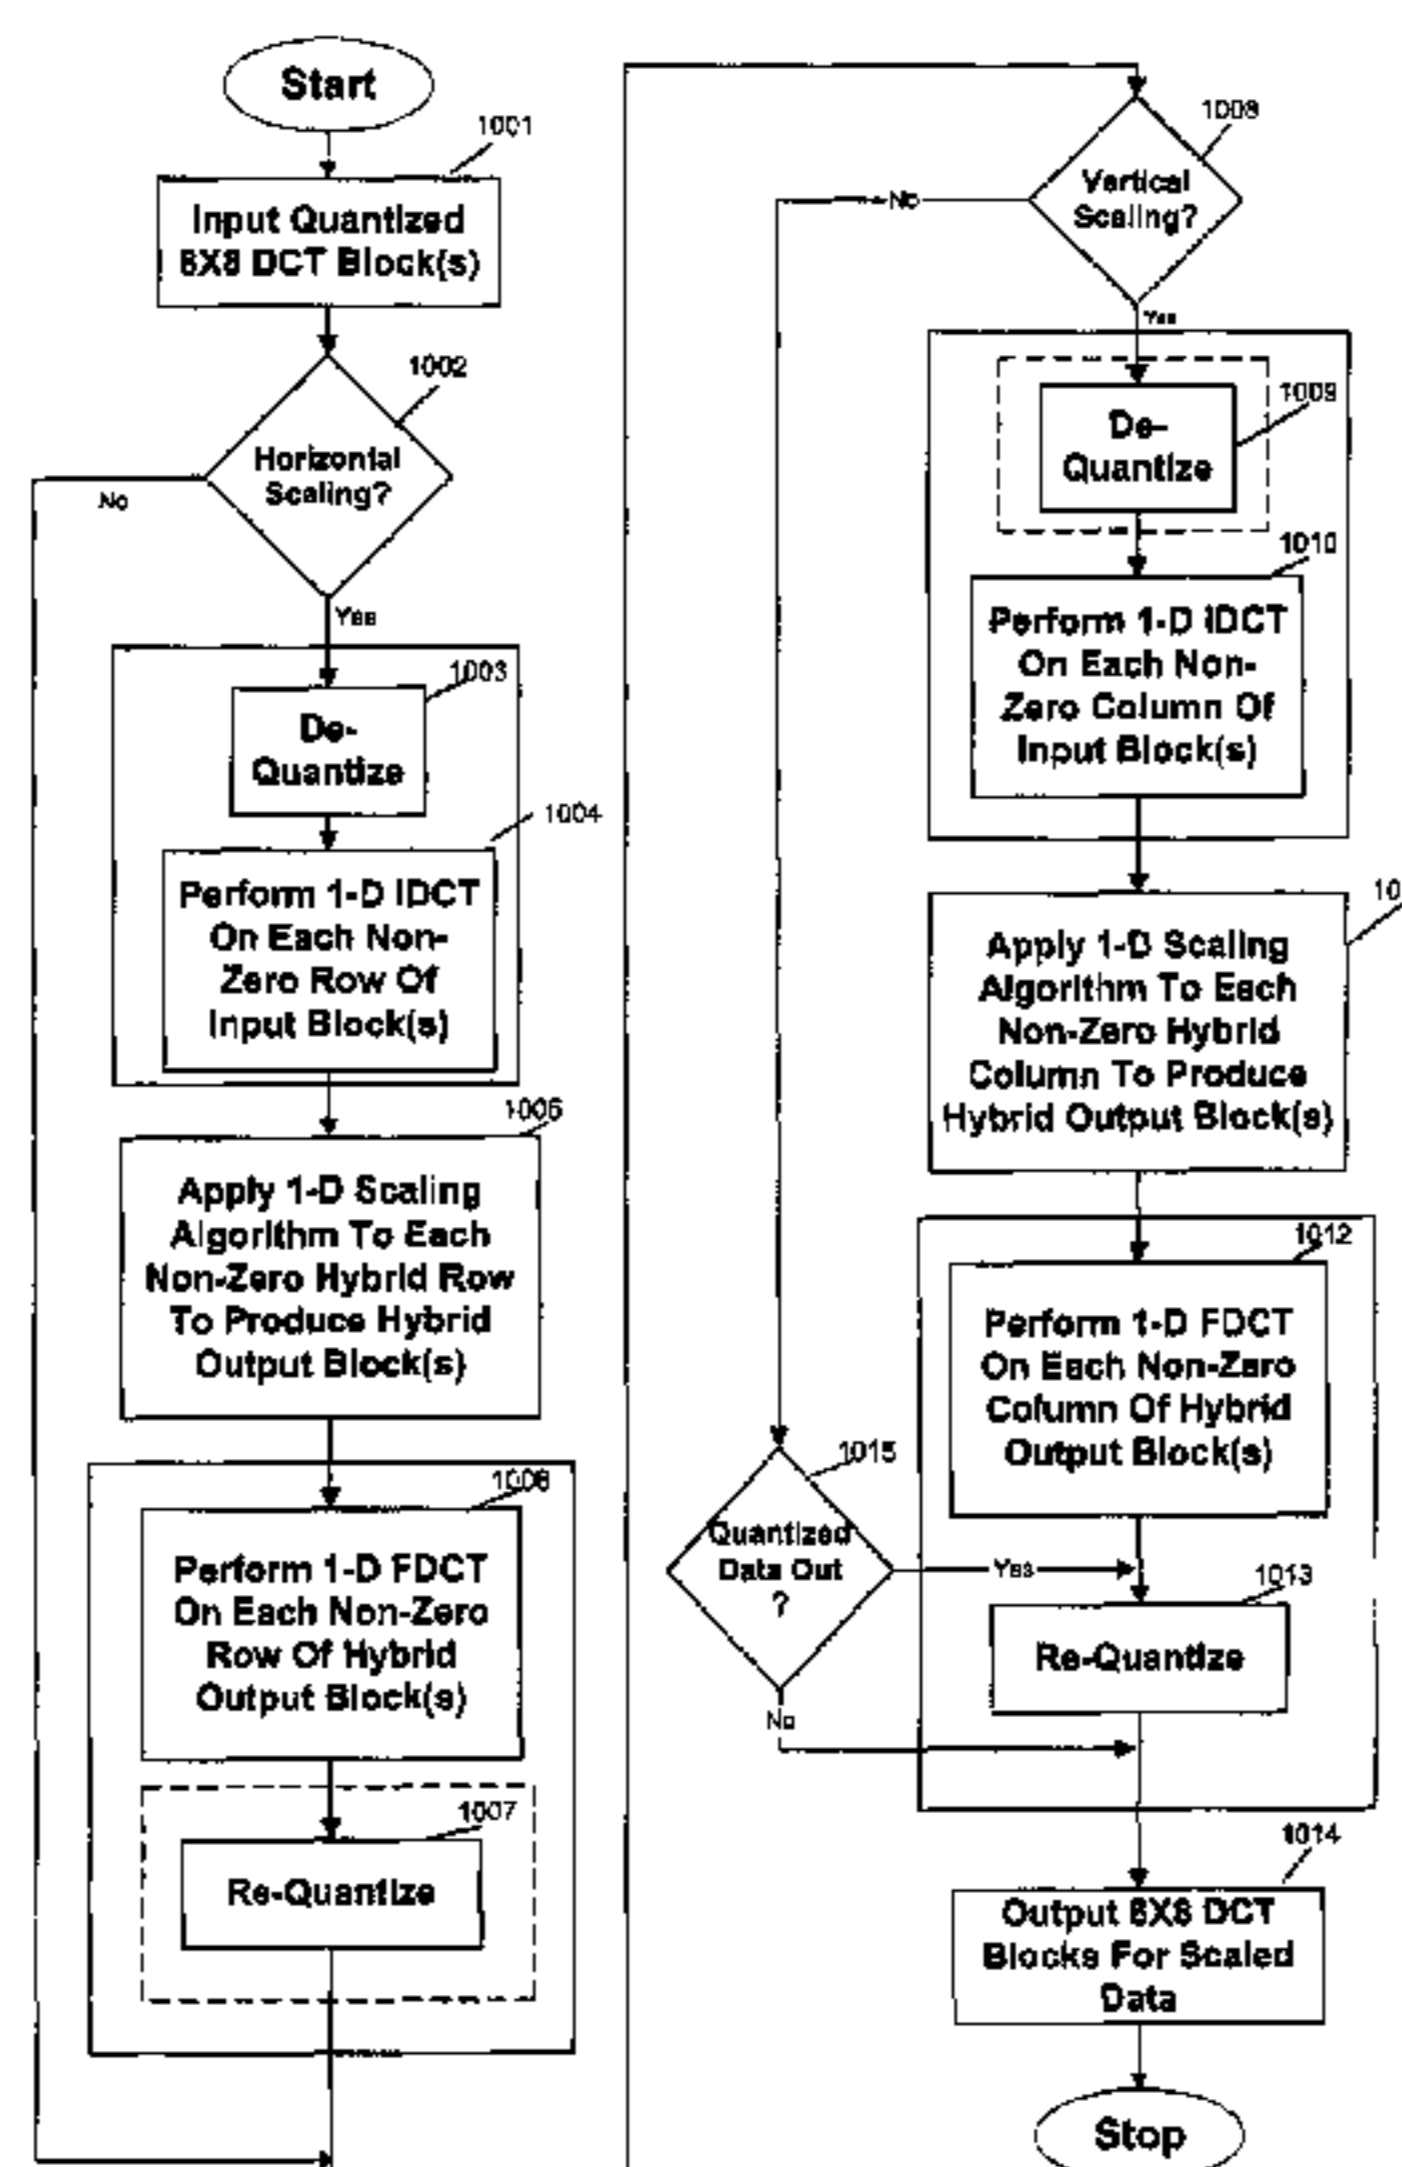 Start
1001
Input Quantized
8X8 DCT Block(s)
1002
Horizontal
Scaling?
No
Yes
1003
De-
Quantize
1004
Perform 1-D IDCT
On Each Non-
Zero Row Of
Input Block(s)
Apply 1-D Scaling
Algorithm To Each
Non-Zero Hybrid Row
To Produce Hybrid
Output Block(s)
1006
Perform 1-D FDCT
On Each Non-Zero
Row Of Hybrid
Output Block(s)
1007
Re-Quantize
1008
Vertical
Scaling?
No
Yes
1009
De-
Quantize
1010
Perform 1-D IDCT
On Each Non-
Zero Column Of
Input Block(s)
10
Apply 1-D Scaling
Algorithm To Each
Non-Zero Hybrid
Column To Produce
Hybrid Output Block(s)
1012
Perform 1-D FDCT
On Each Non-Zero
Column Of Hybrid
Output Block(s)
1015
Quantized
Data Out
?
Yes
No
1013
Re-Quantize
1014
Output 8X8 DCT
Blocks For Scaled
Data
Stop